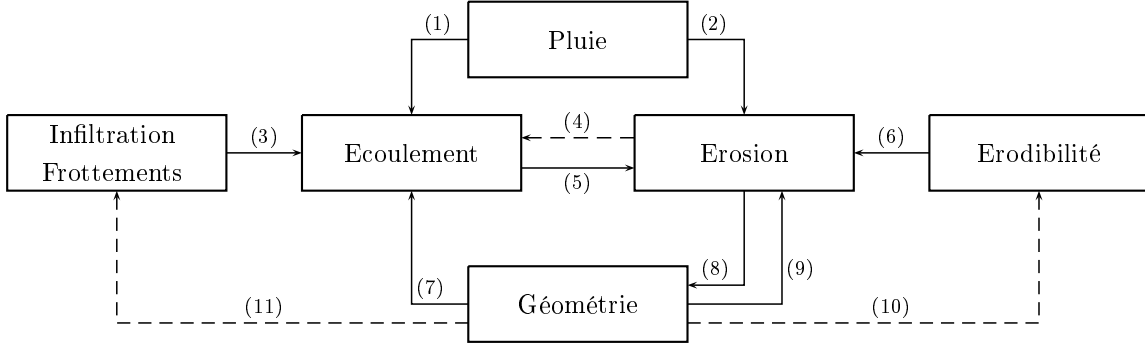 (1)
Pluie
(2)
Infiltration
Frottements
(3)
Ecoulement
(4)
(5)
Erosion
(6)
Erodibilité
(7)
Géométrie
(8)
(9)
(11)
(10)